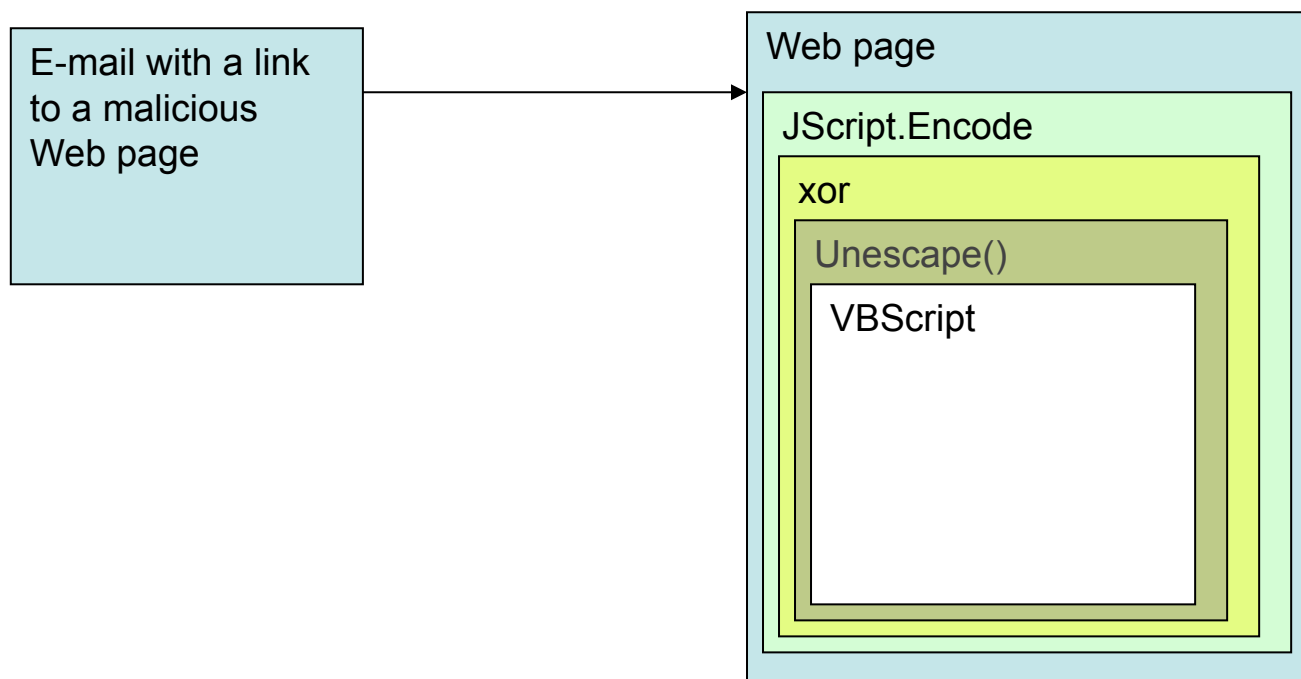 E-mail with a link
to a malicious
Web page
Web page
JScript.Encode
xor
Unescape()
VBScript